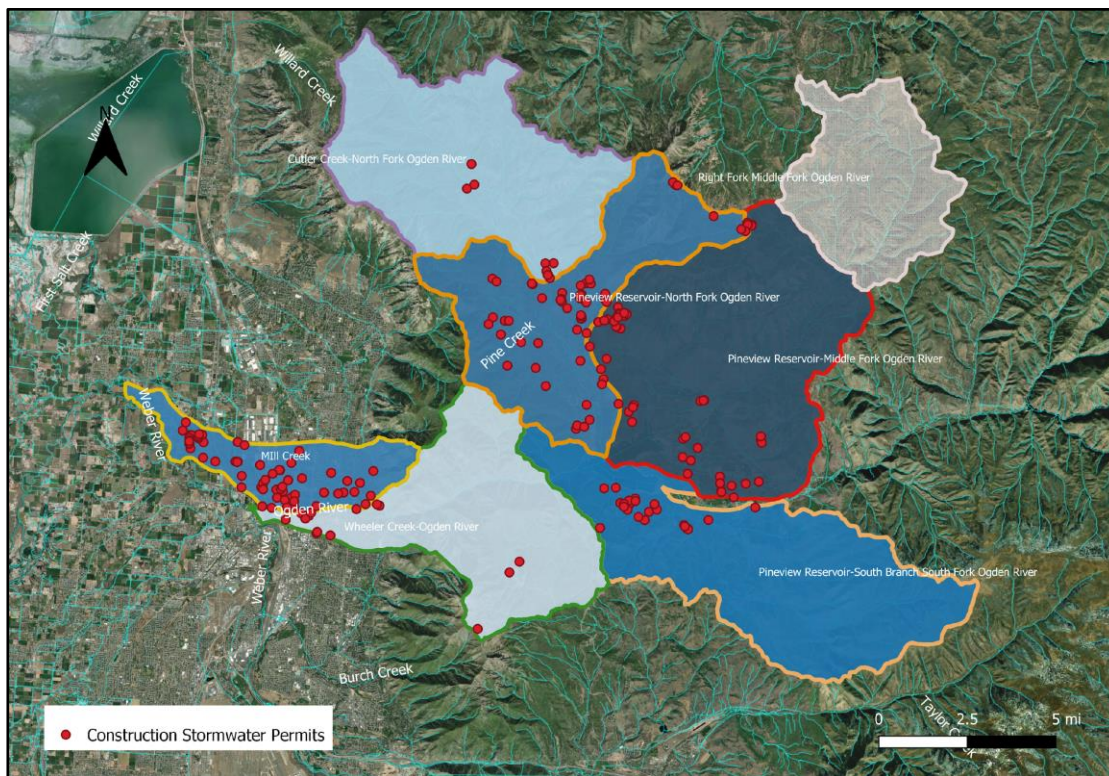 Willard Creek
Willard Creek
N
Cutler Creek-North Fork Ogden River
Right Fork Middle Fork Ogden River
First Salt Creek
Pineview Reservoir-North Fork Ogden River
Pine Creek
Pineview Reservoir-Middle Fork Ogden River
Weber River
Mill Creek
Ogden River
Wheeler Creek-Ogden River
Weber River
Pineview Reservoir-South Branch South Fork Ogden River
Burch Creek
Taylor Creek
Construction Stormwater Permits
0 2.5 5 mi